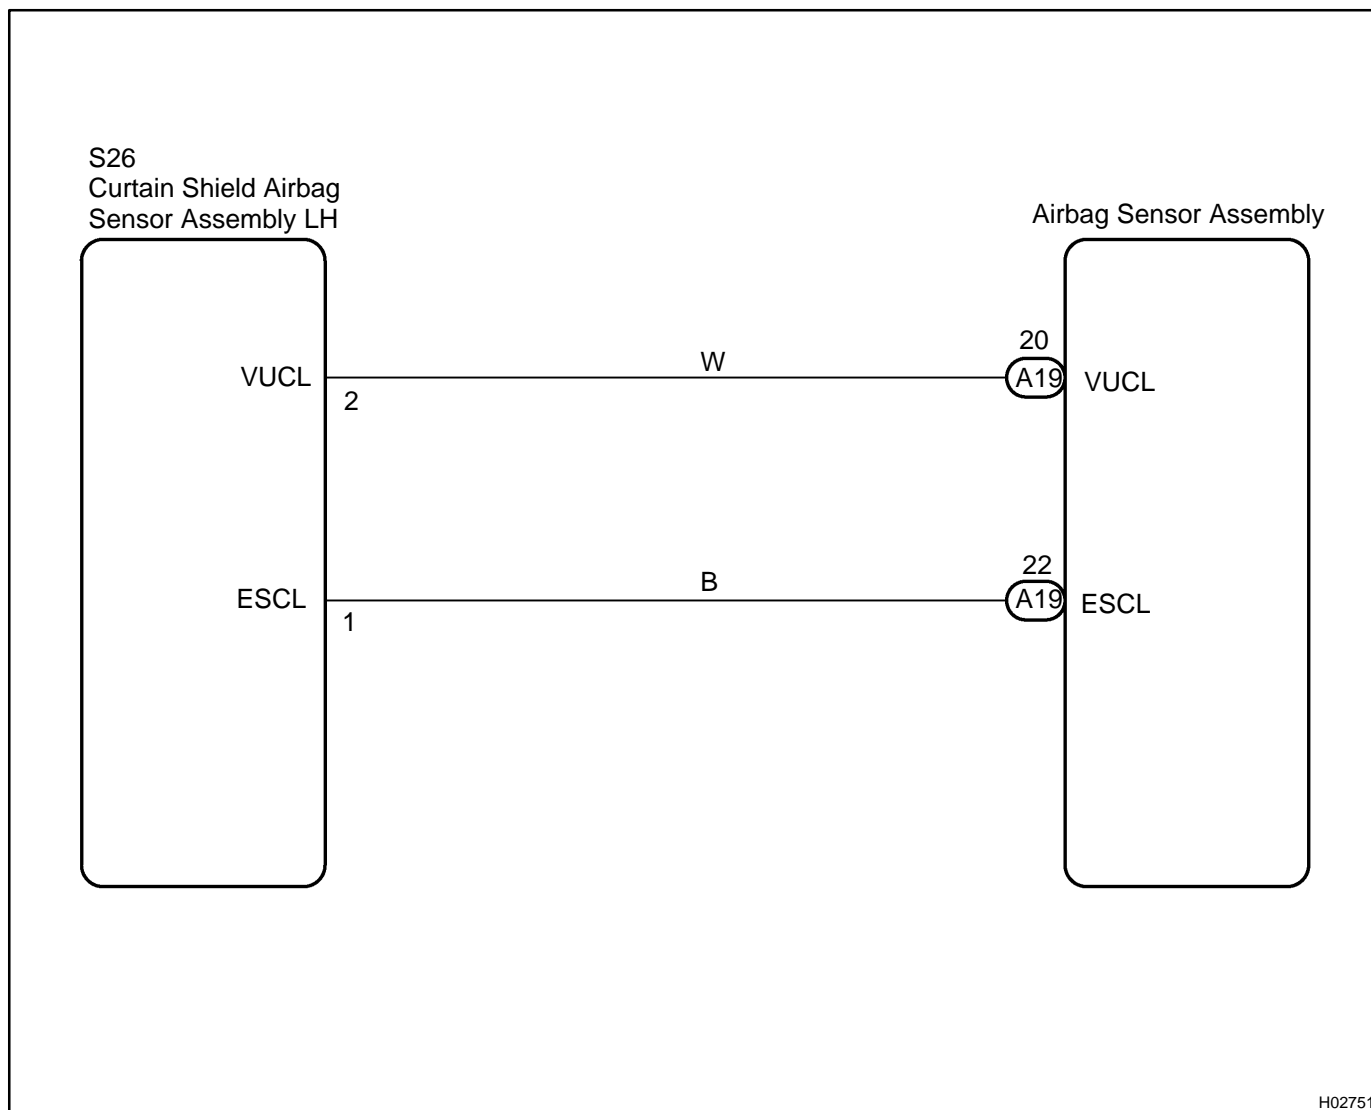 S26
Curtain Shield Airbag
Sensor Assembly LH
Airbag Sensor Assembly
VUCL
2
W
20
A19
VUCL
ESCL
1
B
22
A19
ESCL
H02751